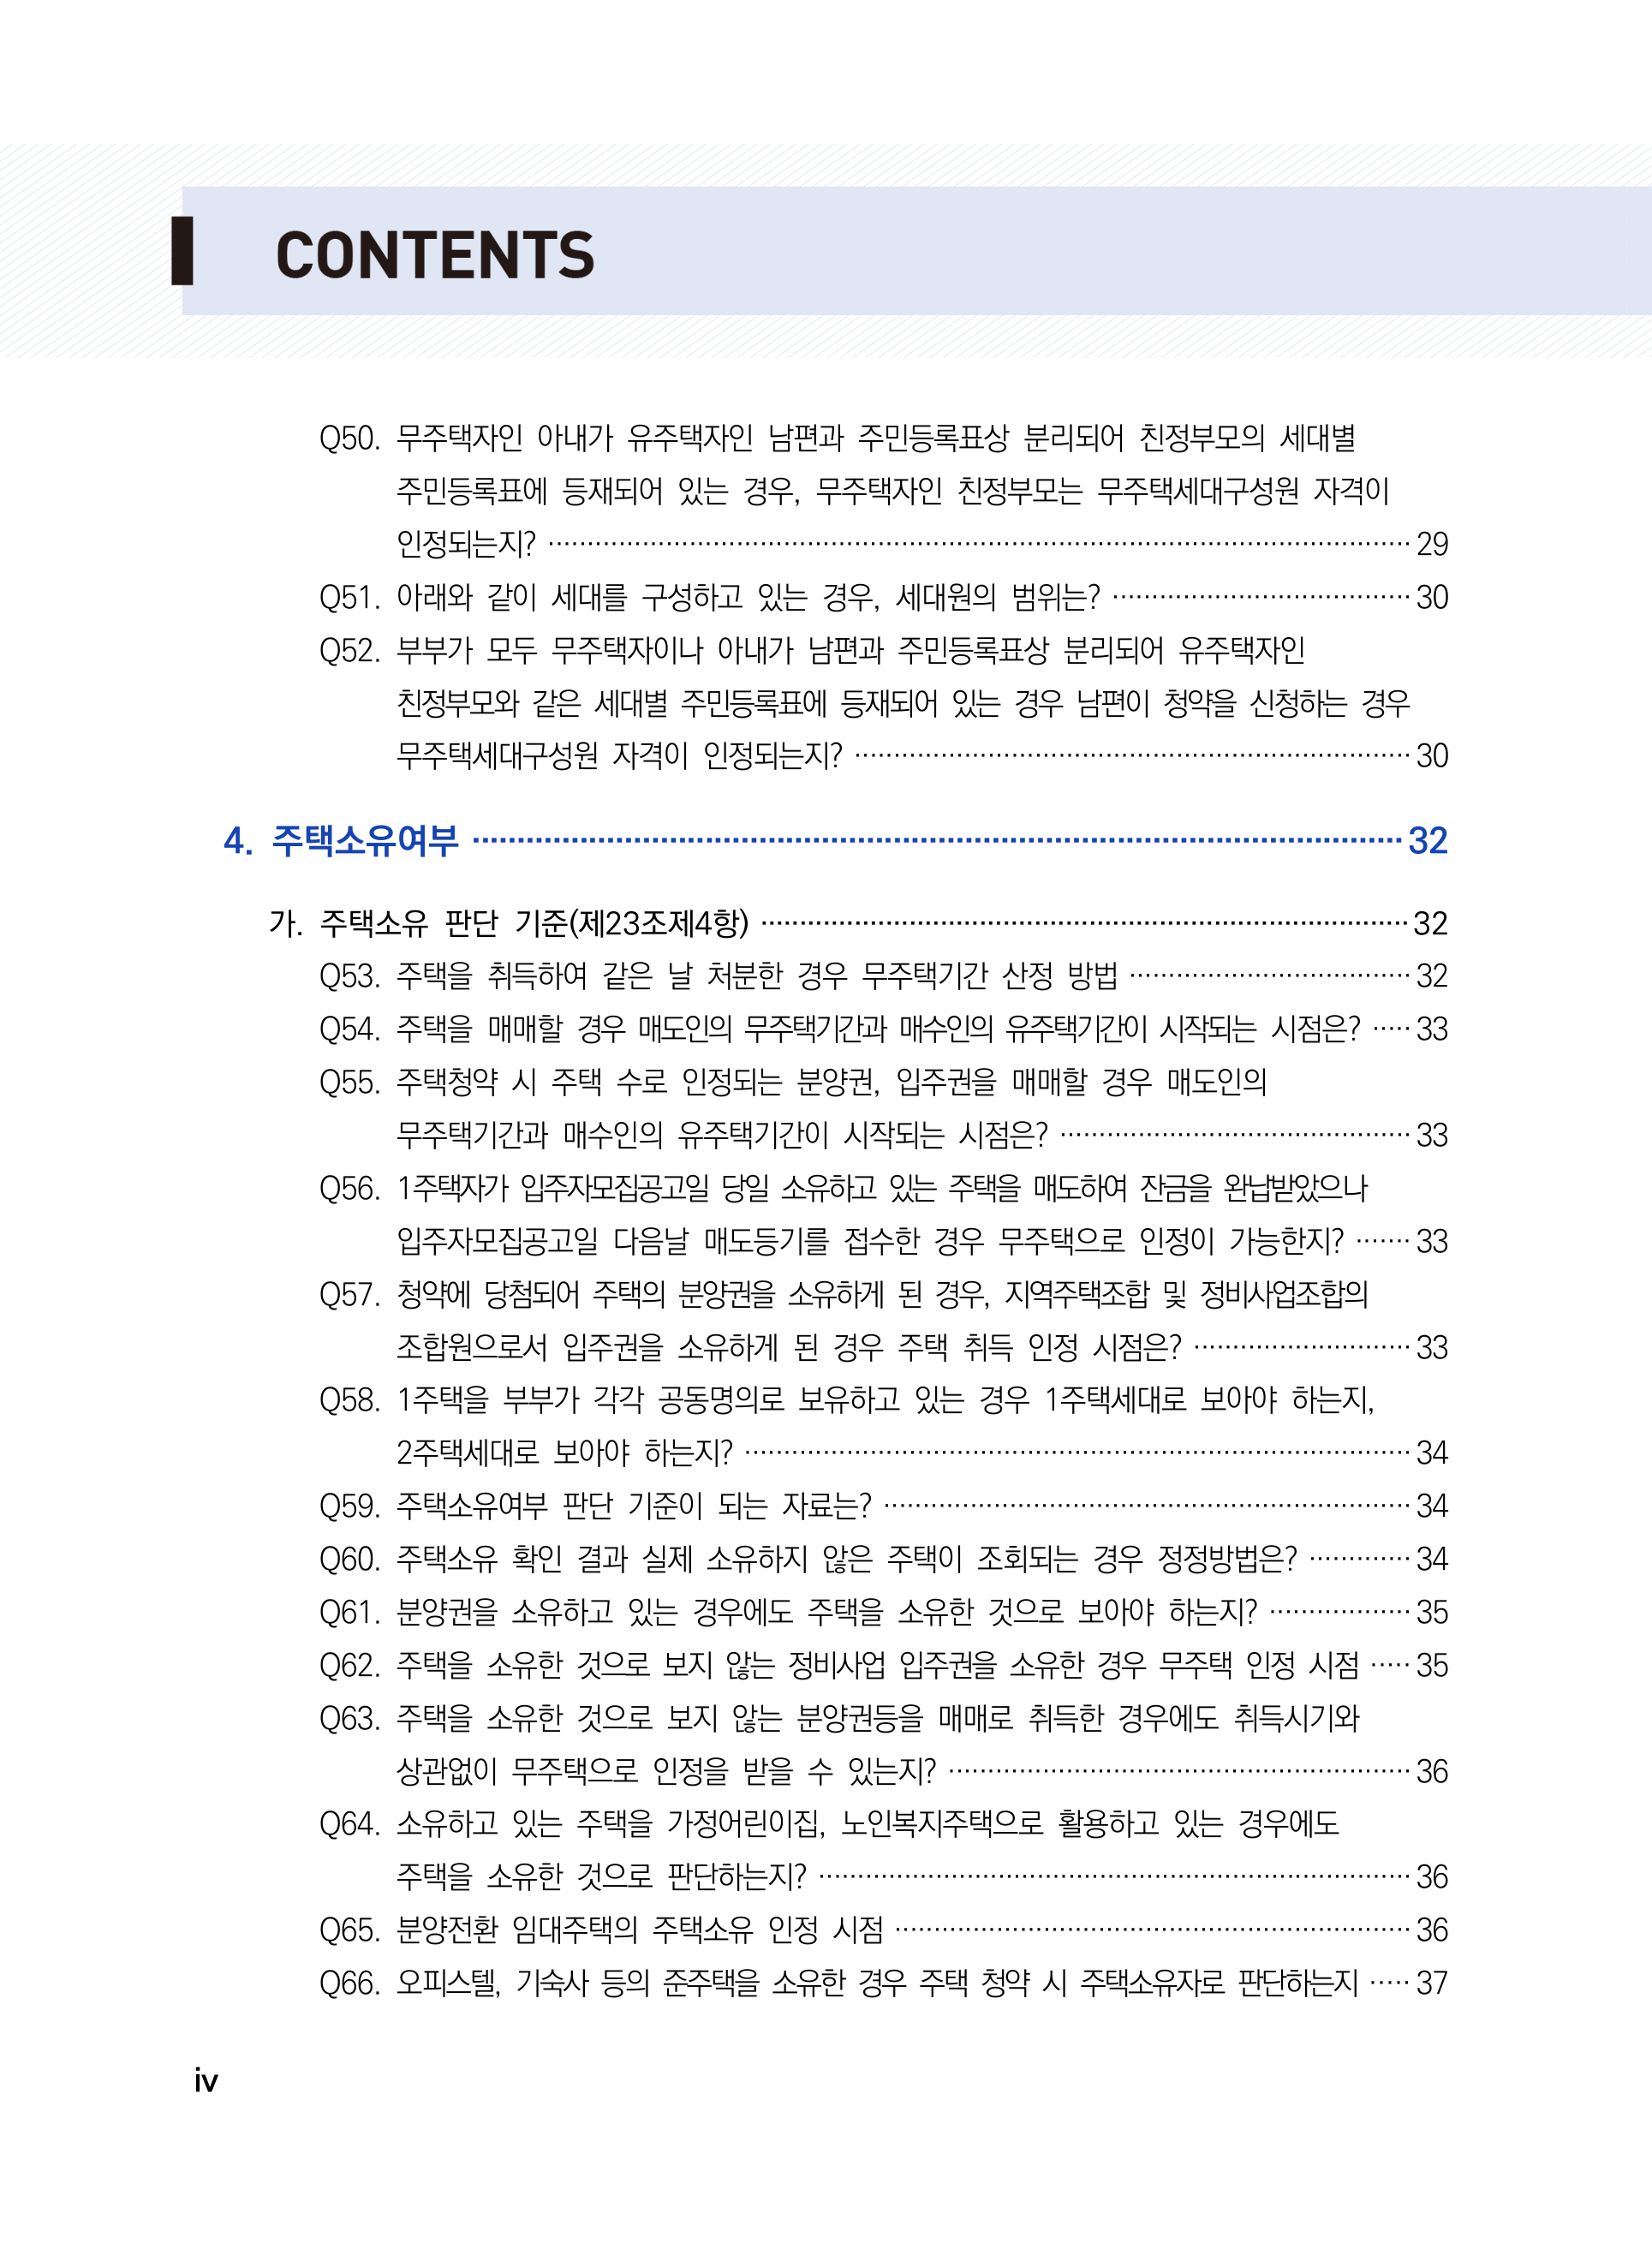 CONTENTS
Q50. 무주택자인 아내가 유주택자인 남편과 주민등록표상 분리되어 친정부모의 세대별
주민등록표에 등재되어 있는 경우, 무주택자인 친정부모는 무주택세대구성원 자격이
인정되는지? 29
Q51. 아래와 같이 세대를 구성하고 있는 경우, 세대원의 범위는? 30
Q52. 부부가 모두 무주택자이나 아내가 남편과 주민등록표상 분리되어 유주택자인
친정부모와 같은 세대별 주민등록표에 등재되어 있는 경우 남편이 청약을 신청하는 경우
무주택세대구성원 자격이 인정되는지? 30
4. 주택소유여부 32
가. 주택소유 판단 기준(제23조제4항) 32
Q53. 주택을 취득하여 같은 날 처분한 경우 무주택기간 산정 방법 32
Q54. 주택을 매매할 경우 매도인의 무주택기간과 매수인의 유주택기간이 시작되는 시점은? 33
Q55. 주택청약 시 주택 수로 인정되는 분양권, 입주권을 매매할 경우 매도인의
무주택기간과 매수인의 유주택기간이 시작되는 시점은? 33
Q56. 1주택자가 입주자모집공고일 당일 소유하고 있는 주택을 매도하여 잔금을 완납받았으나
입주자모집공고일 다음날 매도등기를 접수한 경우 무주택으로 인정이 가능한지? 33
Q57. 청약에 당첨되어 주택의 분양권을 소유하게 된 경우, 지역주택조합 및 정비사업조합의
조합원으로서 입주권을 소유하게 된 경우 주택 취득 인정 시점은? 33
Q58. 1주택을 부부가 각각 공동명의로 보유하고 있는 경우 1주택세대로 보아야 하는지,
2주택세대로 보아야 하는지? 34
Q59. 주택소유여부 판단 기준이 되는 자료는? 34
Q60. 주택소유 확인 결과 실제 소유하지 않은 주택이 조회되는 경우 정정방법은? 34
Q61. 분양권을 소유하고 있는 경우에도 주택을 소유한 것으로 보아야 하는지? 35
Q62. 주택을 소유한 것으로 보지 않는 정비사업 입주권을 소유한 경우 무주택 인정 시점 35
Q63. 주택을 소유한 것으로 보지 않는 분양권등을 매매로 취득한 경우에도 취득시기와
상관없이 무주택으로 인정을 받을 수 있는지? 36
Q64. 소유하고 있는 주택을 가정어린이집, 노인복지주택으로 활용하고 있는 경우에도
주택을 소유한 것으로 판단하는지? 36
Q65. 분양전환 임대주택의 주택소유 인정 시점 36
Q66. 오피스텔, 기숙사 등의 준주택을 소유한 경우 주택 청약 시 주택소유자로 판단하는지 37
iv